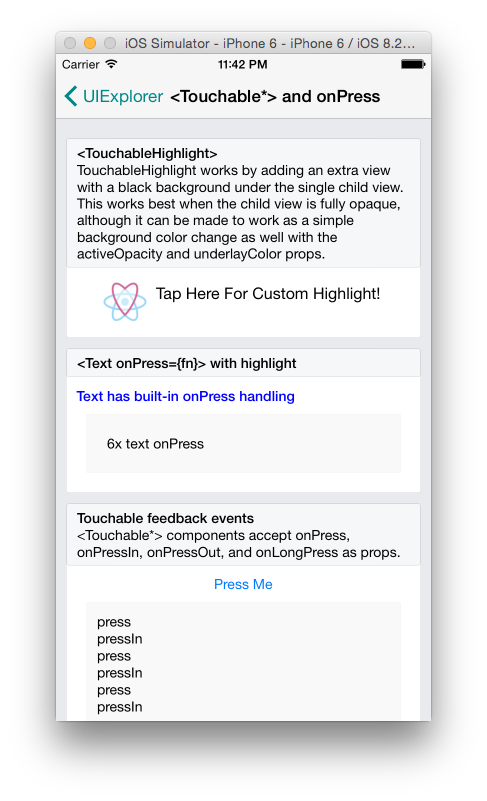 iOS Simulator - iPhone 6 - iPhone 6 / iOS 8.2...
Carrier 11:42 PM
UIExplorer <Touchable*> and onPress
<TouchableHighlight>
TouchableHighlight works by adding an extra view
with a black background under the single child view.
This works best when the child view is fully opaque,
although it can be made to work as a simple
background color change as well with the
activeOpacity and underlayColor props.
Tap Here For Custom Highlight!
<Text onPress={fn}> with highlight
Text has built-in onPress handling
6x text onPress
Touchable feedback events
<Touchable*> components accept onPress,
onPressIn, onPressOut, and onLongPress as props.
Press Me
press
pressIn
press
pressIn
press
pressIn